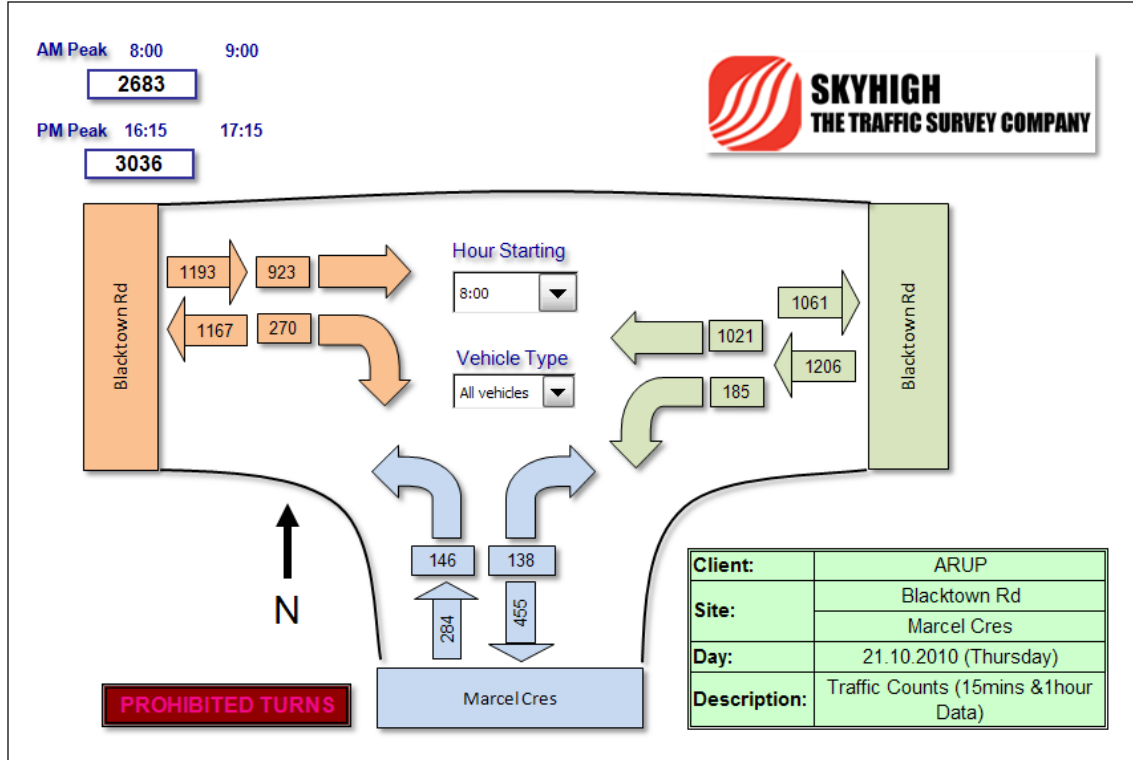 AM Peak 8:00 9:00
2683
PM Peak 16:15 17:15
3036
SKYHIGH
THE TRAFFIC SURVEY COMPANY
Blacktown Rd
1193 923
1167 270
Hour Starting
8:00
Vehicle Type
All vehicles
1061
1021
1206
185
Blacktown Rd
146 138
284 455
Marcel Cres
N
PROHIBITED TURNS
Client: ARUP
Site: Blacktown Rd
Marcel Cres
Day: 21.10.2010 (Thursday)
Description: Traffic Counts (15mins &1hour
Data)